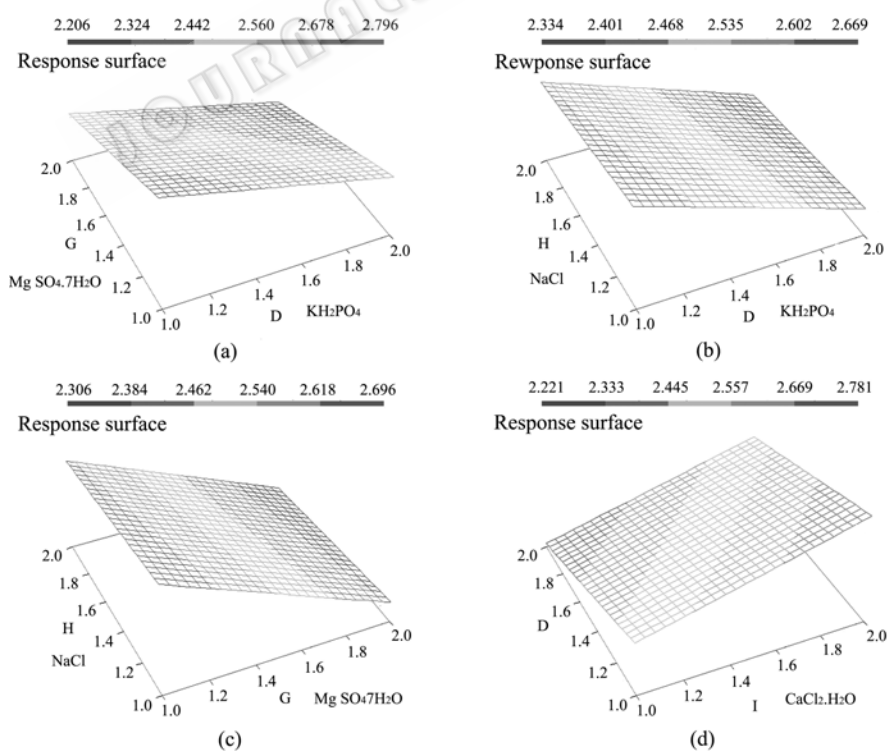 2.206 2.324 2.442 2.560 2.678 2.796
Response surface
JOURNAL
2.0
1.8
1.6
G
1.4
Mg SO₄.7H₂O
1.2
1.0
1.0 1.2 1.4 1.6 1.8 2.0
D KH₂PO₄
(a)
2.334 2.401 2.468 2.535 2.602 2.669
Rewponse surface
2.0
1.8
1.6
H
1.4
NaCl
1.2
1.0
1.0 1.2 1.4 1.6 1.8 2.0
D KH₂PO₄
(b)
2.306 2.384 2.462 2.540 2.618 2.696
Response surface
2.0
1.8
1.6
H
1.4
NaCl
1.2
1.0
1.0 1.2 1.4 1.6 1.8 2.0
G Mg SO₄7H₂O
(c)
2.221 2.333 2.445 2.557 2.669 2.781
Response surface
2.0
1.8
1.6
D
1.4
1.2
1.0
1.0 1.2 1.4 1.6 1.8 2.0
I CaCl₂.H₂O
(d)